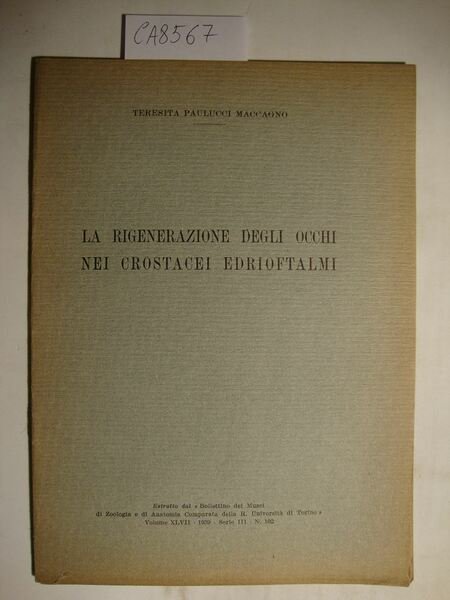 CA8567
TERESITA PAULUCCI MACCAGNO
LA RIGENERAZIONE DEGLI OCCHI
NEI CROSTACEI EDRIOFTALMI
Estratto dal « Bollettino dei Musei
di Zoologia e di Anatomia Comparata della R. Università di Torino »
Volume XLVII - 1939 - Serie III - N. 102